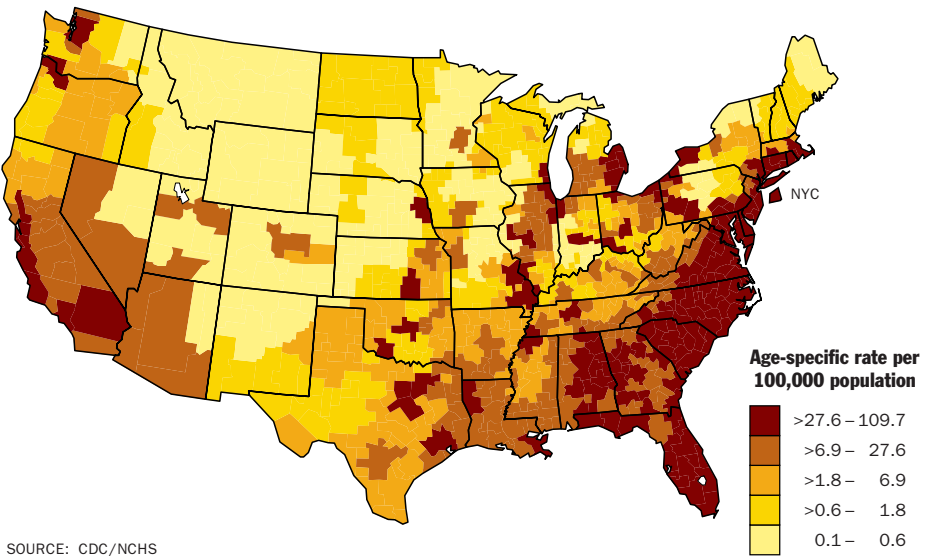 NYC
Age-specific rate per
100,000 population
>27.6 – 109.7
>6.9 – 27.6
>1.8 – 6.9
>0.6 – 1.8
0.1 – 0.6
SOURCE: CDC/NCHS